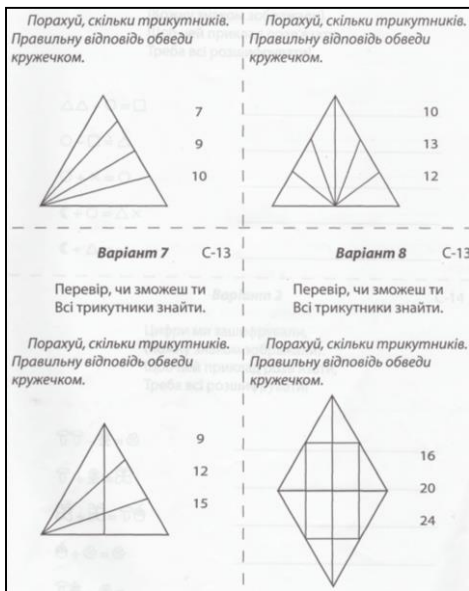 Порахуй, скільки трикутників.
Правильну відповідь обведи
кружечком.
7
9
10
Порахуй, скільки трикутників.
Правильну відповідь обведи
кружечком.
10
13
12
Варіант 7 С-13
Перевір, чи зможеш ти
Всі трикутники знайти.
Порахуй, скільки трикутників.
Правильну відповідь обведи
кружечком.
9
12
15
Варіант 8 С-13
Перевір, чи зможеш ти
Всі трикутники знайти.
Порахуй, скільки трикутників.
Правильну відповідь обведи
кружечком.
16
20
24